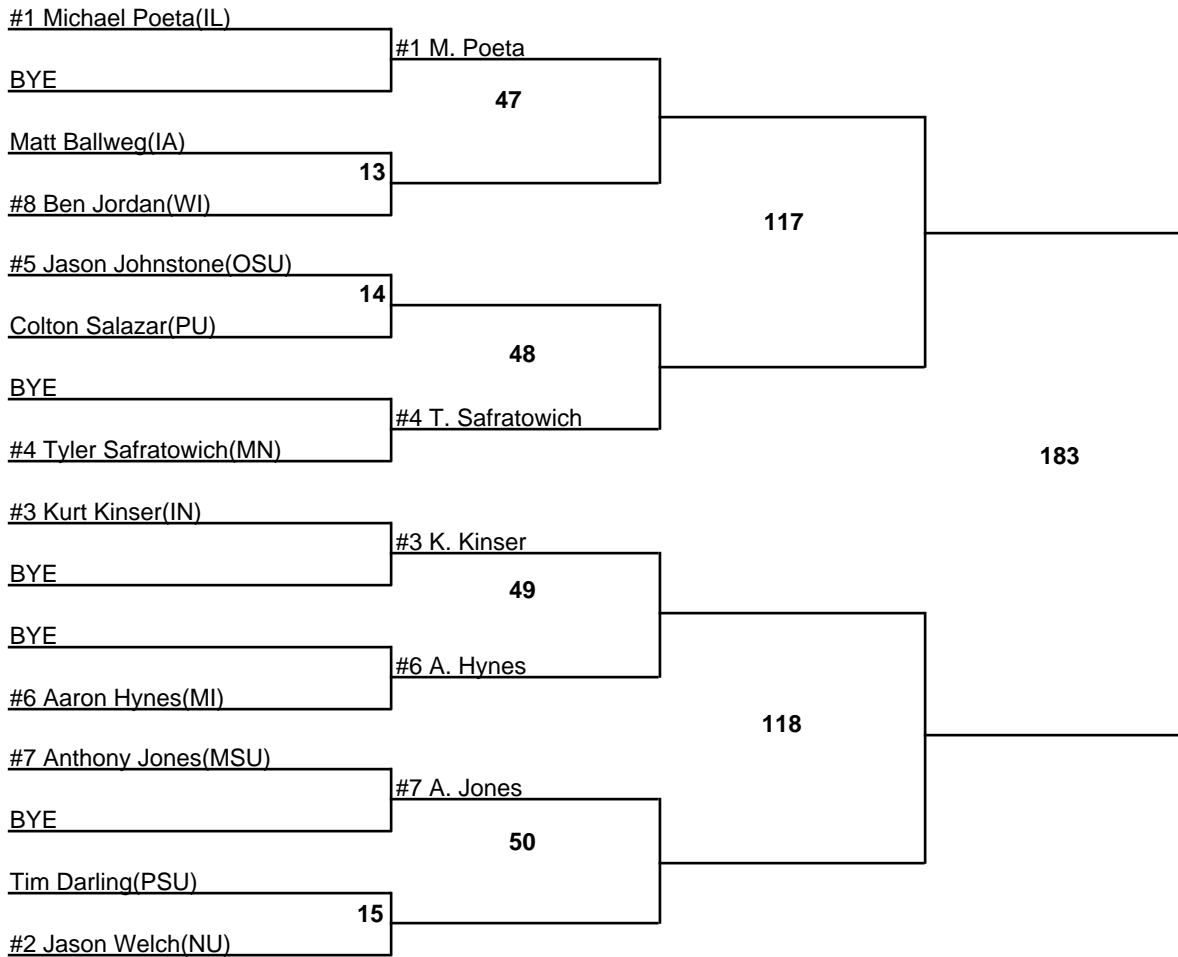 #1 Michael Poeta(IL)
#1 M. Poeta
BYE
47
Matt Ballweg(IA)
13
#8 Ben Jordan(WI)
117
#5 Jason Johnstone(OSU)
14
Colton Salazar(PU)
48
BYE
#4 T. Safratowich
#4 Tyler Safratowich(MN)
183
#3 Kurt Kinser(IN)
#3 K. Kinser
BYE
49
BYE
#6 A. Hynes
#6 Aaron Hynes(MI)
118
#7 Anthony Jones(MSU)
#7 A. Jones
BYE
50
Tim Darling(PSU)
15
#2 Jason Welch(NU)